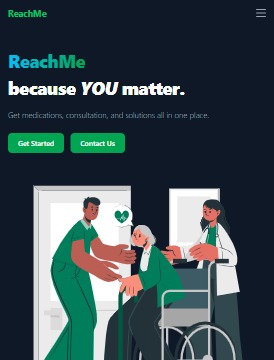 ReachMe
ReachMe
because YOU matter.
Get medications, consultation, and solutions all in one place.
Get Started
Contact Us